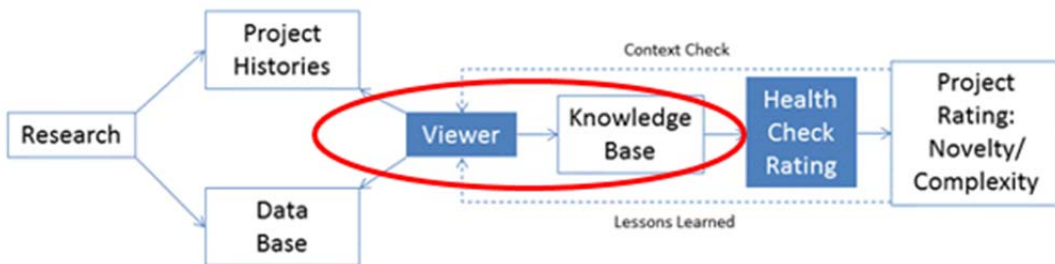 Research
Project
Histories
Data
Base
Viewer
Knowledge
Base
Context Check
Lessons Learned
Health
Check
Rating
Project
Rating:
Novelty/
Complexity